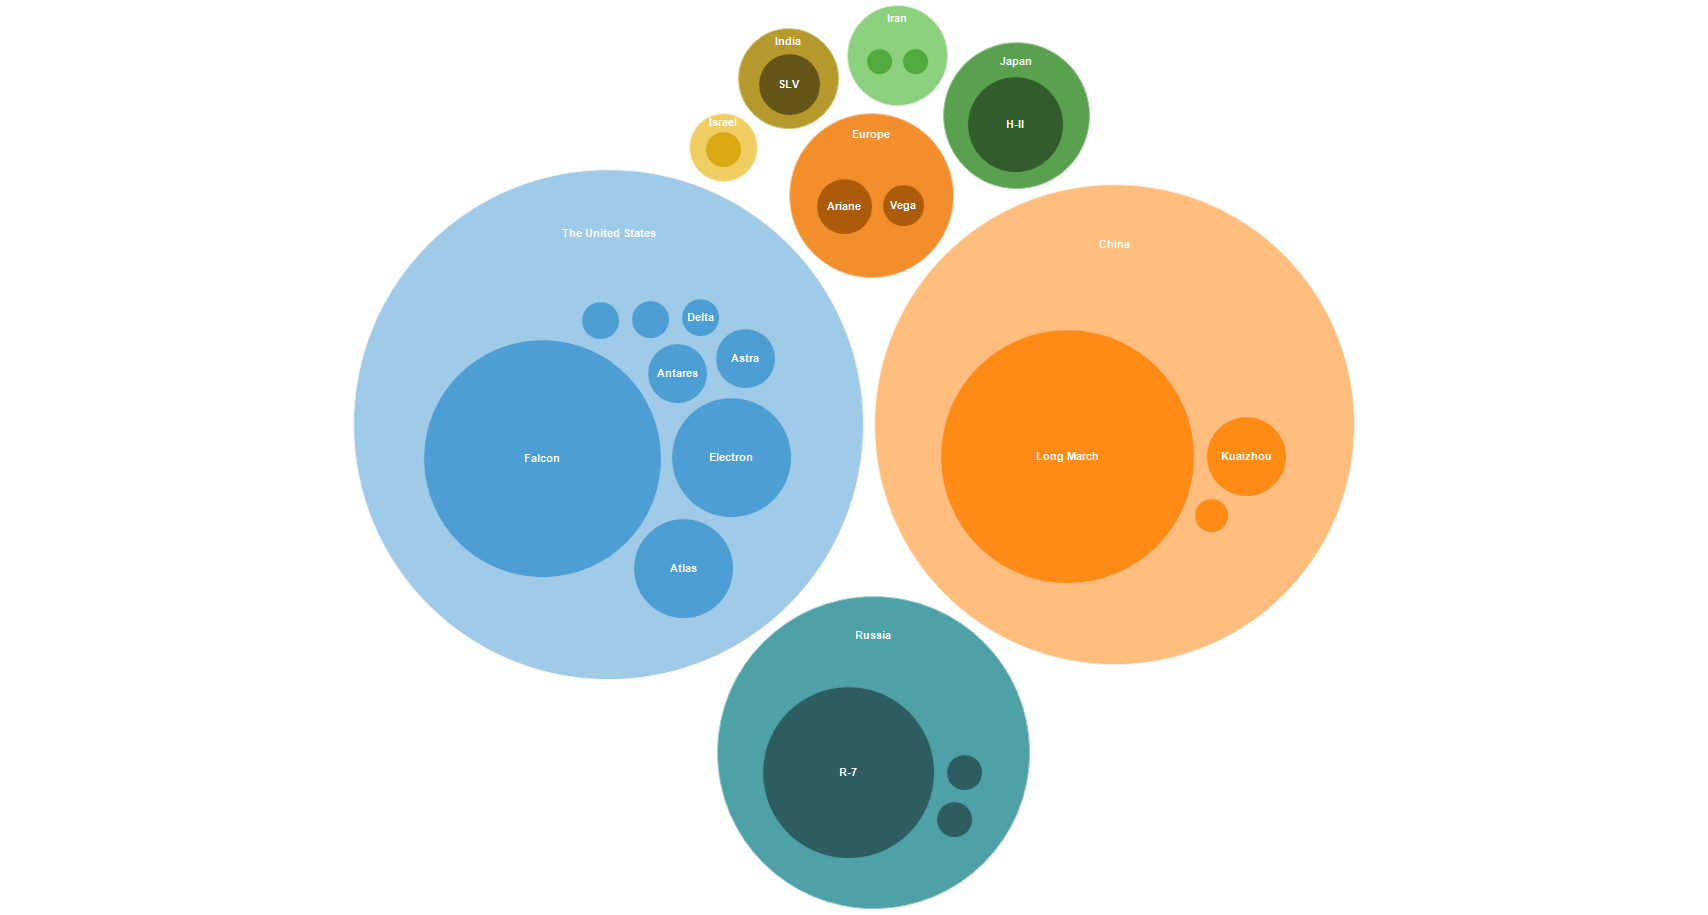 Iran
India
Japan
SLV
Israel
H-II
Europe
Ariane
Vega
The United States
China
Delta
Astra
Antares
Falcon
Electron
Long March
Kuaizhou
Atlas
Russia
R-7